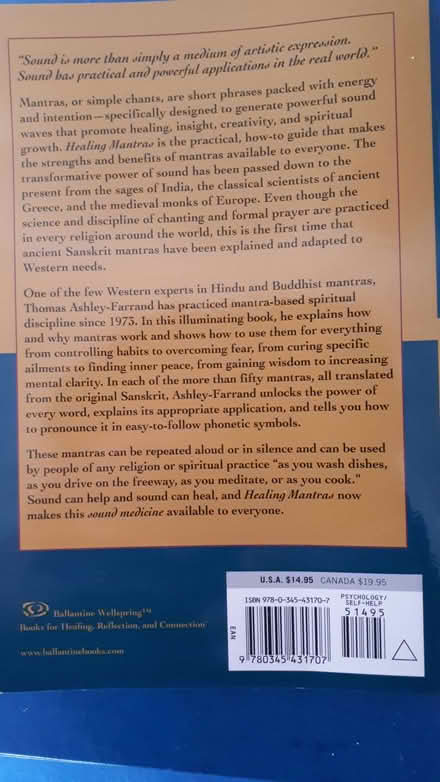 "Sound is more than simply a medium of artistic expression.
Sound has practical and powerful applications in the real world."
Mantras, or simple chants, are short phrases packed with energy
and intention—specifically designed to generate powerful sound
waves that promote healing, insight, creativity, and spiritual
growth. Healing Mantras is the practical, how-to guide that makes
the strengths and benefits of mantras available to everyone. The
transformative power of sound has been passed down to the
present from the sages of India, the classical scientists of ancient
Greece, and the medieval monks of Europe. Even though the
science and discipline of chanting and formal prayer are practiced
in every religion around the world, this is the first time that
ancient Sanskrit mantras have been explained and adapted to
Western needs.
One of the few Western experts in Hindu and Buddhist mantras,
Thomas Ashley-Farrand has practiced mantra-based spiritual
discipline since 1973. In this illuminating book, he explains how
and why mantras work and shows how to use them for everything
from controlling habits to overcoming fear, from curing specific
ailments to finding inner peace, from gaining wisdom to increasing
mental clarity. In each of the more than fifty mantras, all translated
from the original Sanskrit, Ashley-Farrand unlocks the power of
every word, explains its appropriate application, and tells you how
to pronounce it in easy-to-follow phonetic symbols.
These mantras can be repeated aloud or in silence and can be used
by people of any religion or spiritual practice "as you wash dishes,
as you drive on the freeway, as you meditate, or as you cook."
Sound can help and sound can heal, and Healing Mantras now
makes this sound medicine available to everyone.
Ballantine Wellspring™
Books for Healing, Reflection, and Connection
www.ballantinebooks.com
U.S.A. $14.95 CANADA $19.95
ISBN 978-0-345-43170-7
PSYCHOLOGY/
SELF-HELP
51495
EAN
9 780345 431707